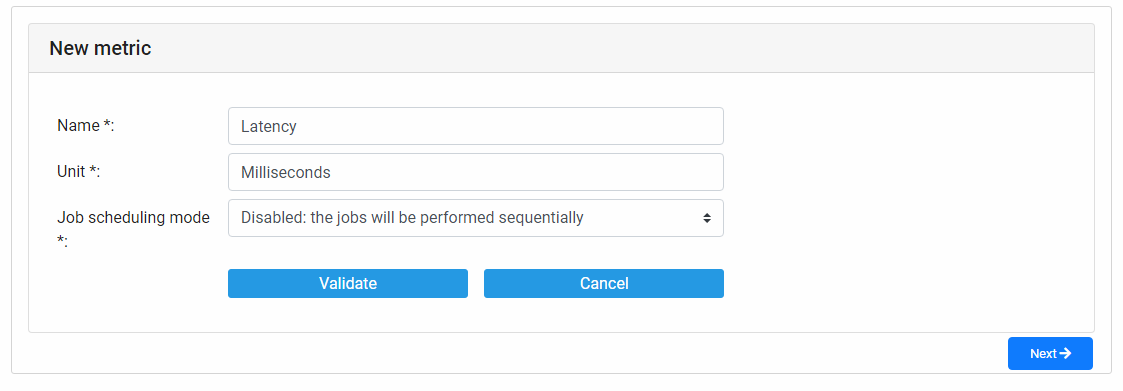 New metric
Name *:
Latency
Unit *:
Milliseconds
Job scheduling mode
*:
Disabled: the jobs will be performed sequentially
Validate
Cancel
Next